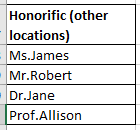 Honorific (other
locations)
Ms.James
Mr.Robert
Dr.Jane
Prof.Allison